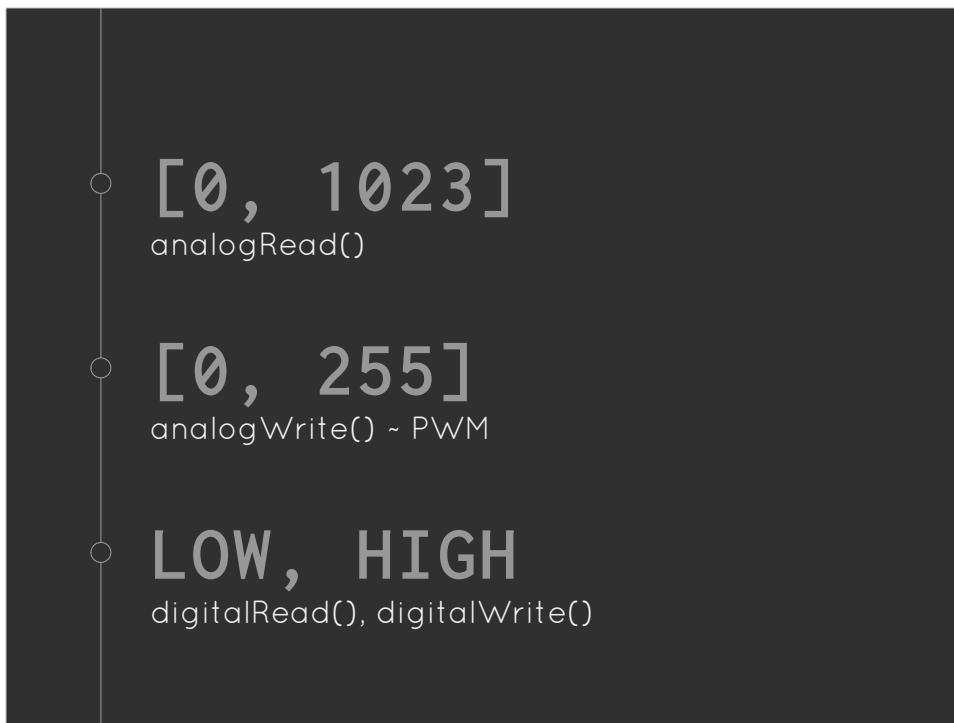 [0, 1023]
analogRead()
[0, 255]
analogWrite() ~ PWM
LOW, HIGH
digitalRead(), digitalWrite()